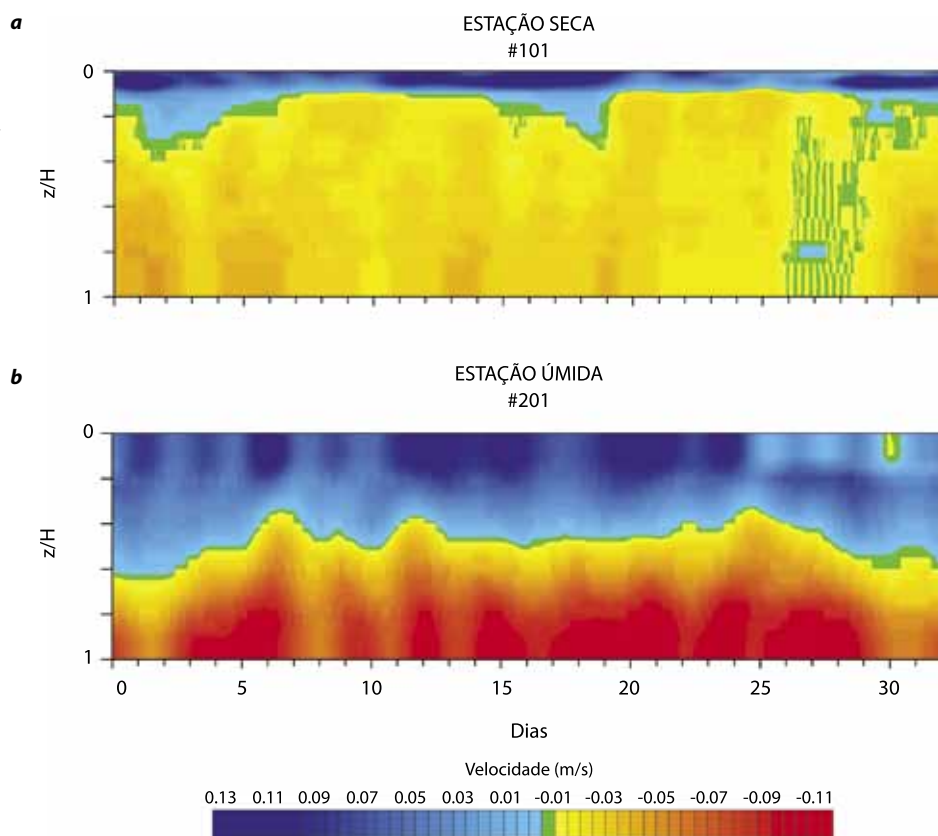 a
ESTAÇÃO SECA
#101
0
z/H
1
b
ESTAÇÃO ÚMIDA
#201
0
z/H
1
0 5 10 15 20 25 30
Dias
Velocidade (m/s)
0.13 0.11 0.09 0.07 0.05 0.03 0.01 -0.01 -0.03 -0.05 -0.07 -0.09 -0.11